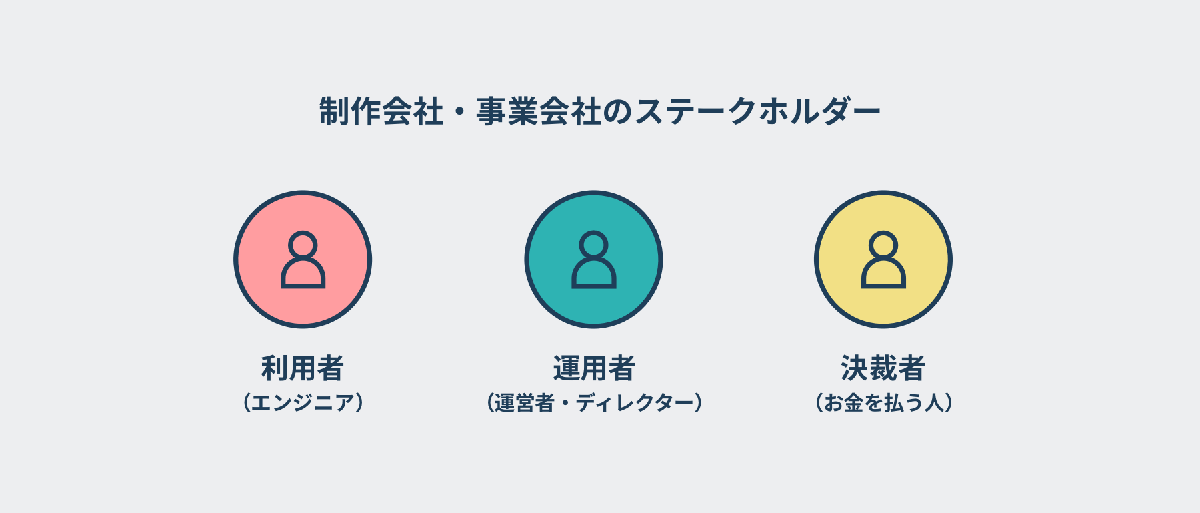 制作会社・事業会社のステークホルダー
利用者
（エンジニア）
運用者
（運営者・ディレクター）
決裁者
（お金を払う人）